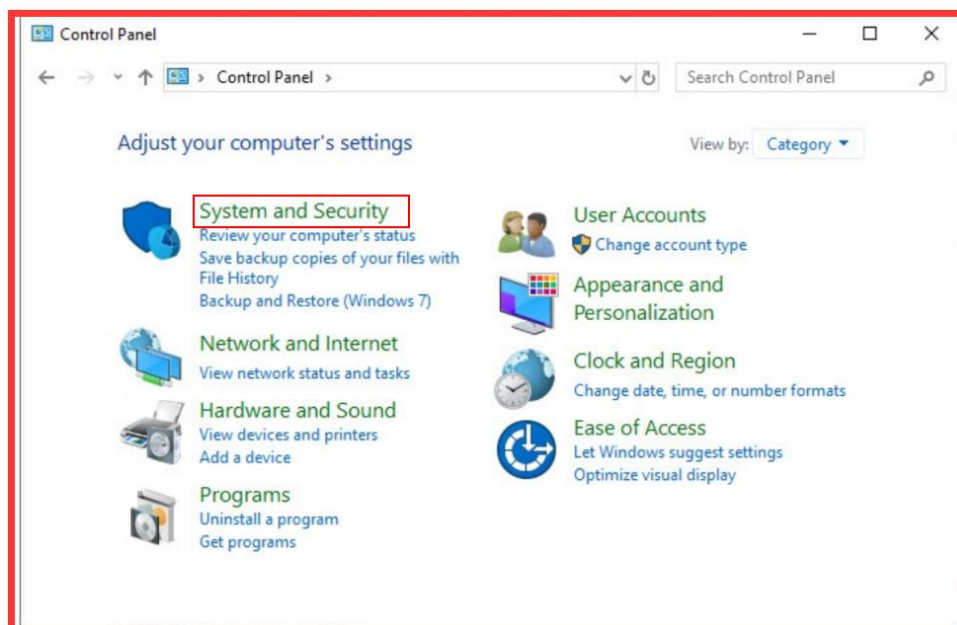 Control Panel
Control Panel
Search Control Panel
Adjust your computer's settings
View by: Category
System and Security
Review your computer's status
Save backup copies of your files with
File History
Backup and Restore (Windows 7)
Network and Internet
View network status and tasks
Hardware and Sound
View devices and printers
Add a device
Programs
Uninstall a program
Get programs
User Accounts
Change account type
Appearance and
Personalization
Clock and Region
Change date, time, or number formats
Ease of Access
Let Windows suggest settings
Optimize visual display